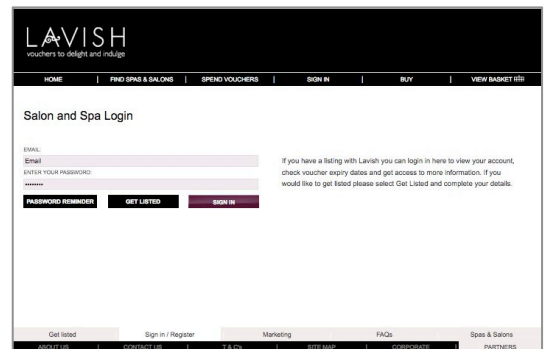 LAVISH
vouchers to delight and indulge
HOME | FIND SPAS & SALONS | SPEND VOUCHERS | SIGN IN | BUY | VIEW BASKET
Salon and Spa Login
EMAIL:
Email
ENTER YOUR PASSWORD:
••••••••
PASSWORD REMINDER GET LISTED SIGN IN
If you have a listing with Lavish you can login in here to view your account,
check voucher expiry dates and get access to more information. If you
would like to get listed please select Get Listed and complete your details.
Get listed Sign in / Register Marketing FAQs Spas & Salons
ABOUT US | CONTACT US | T & C's | SITE MAP | CORPORATE | PARTNERS